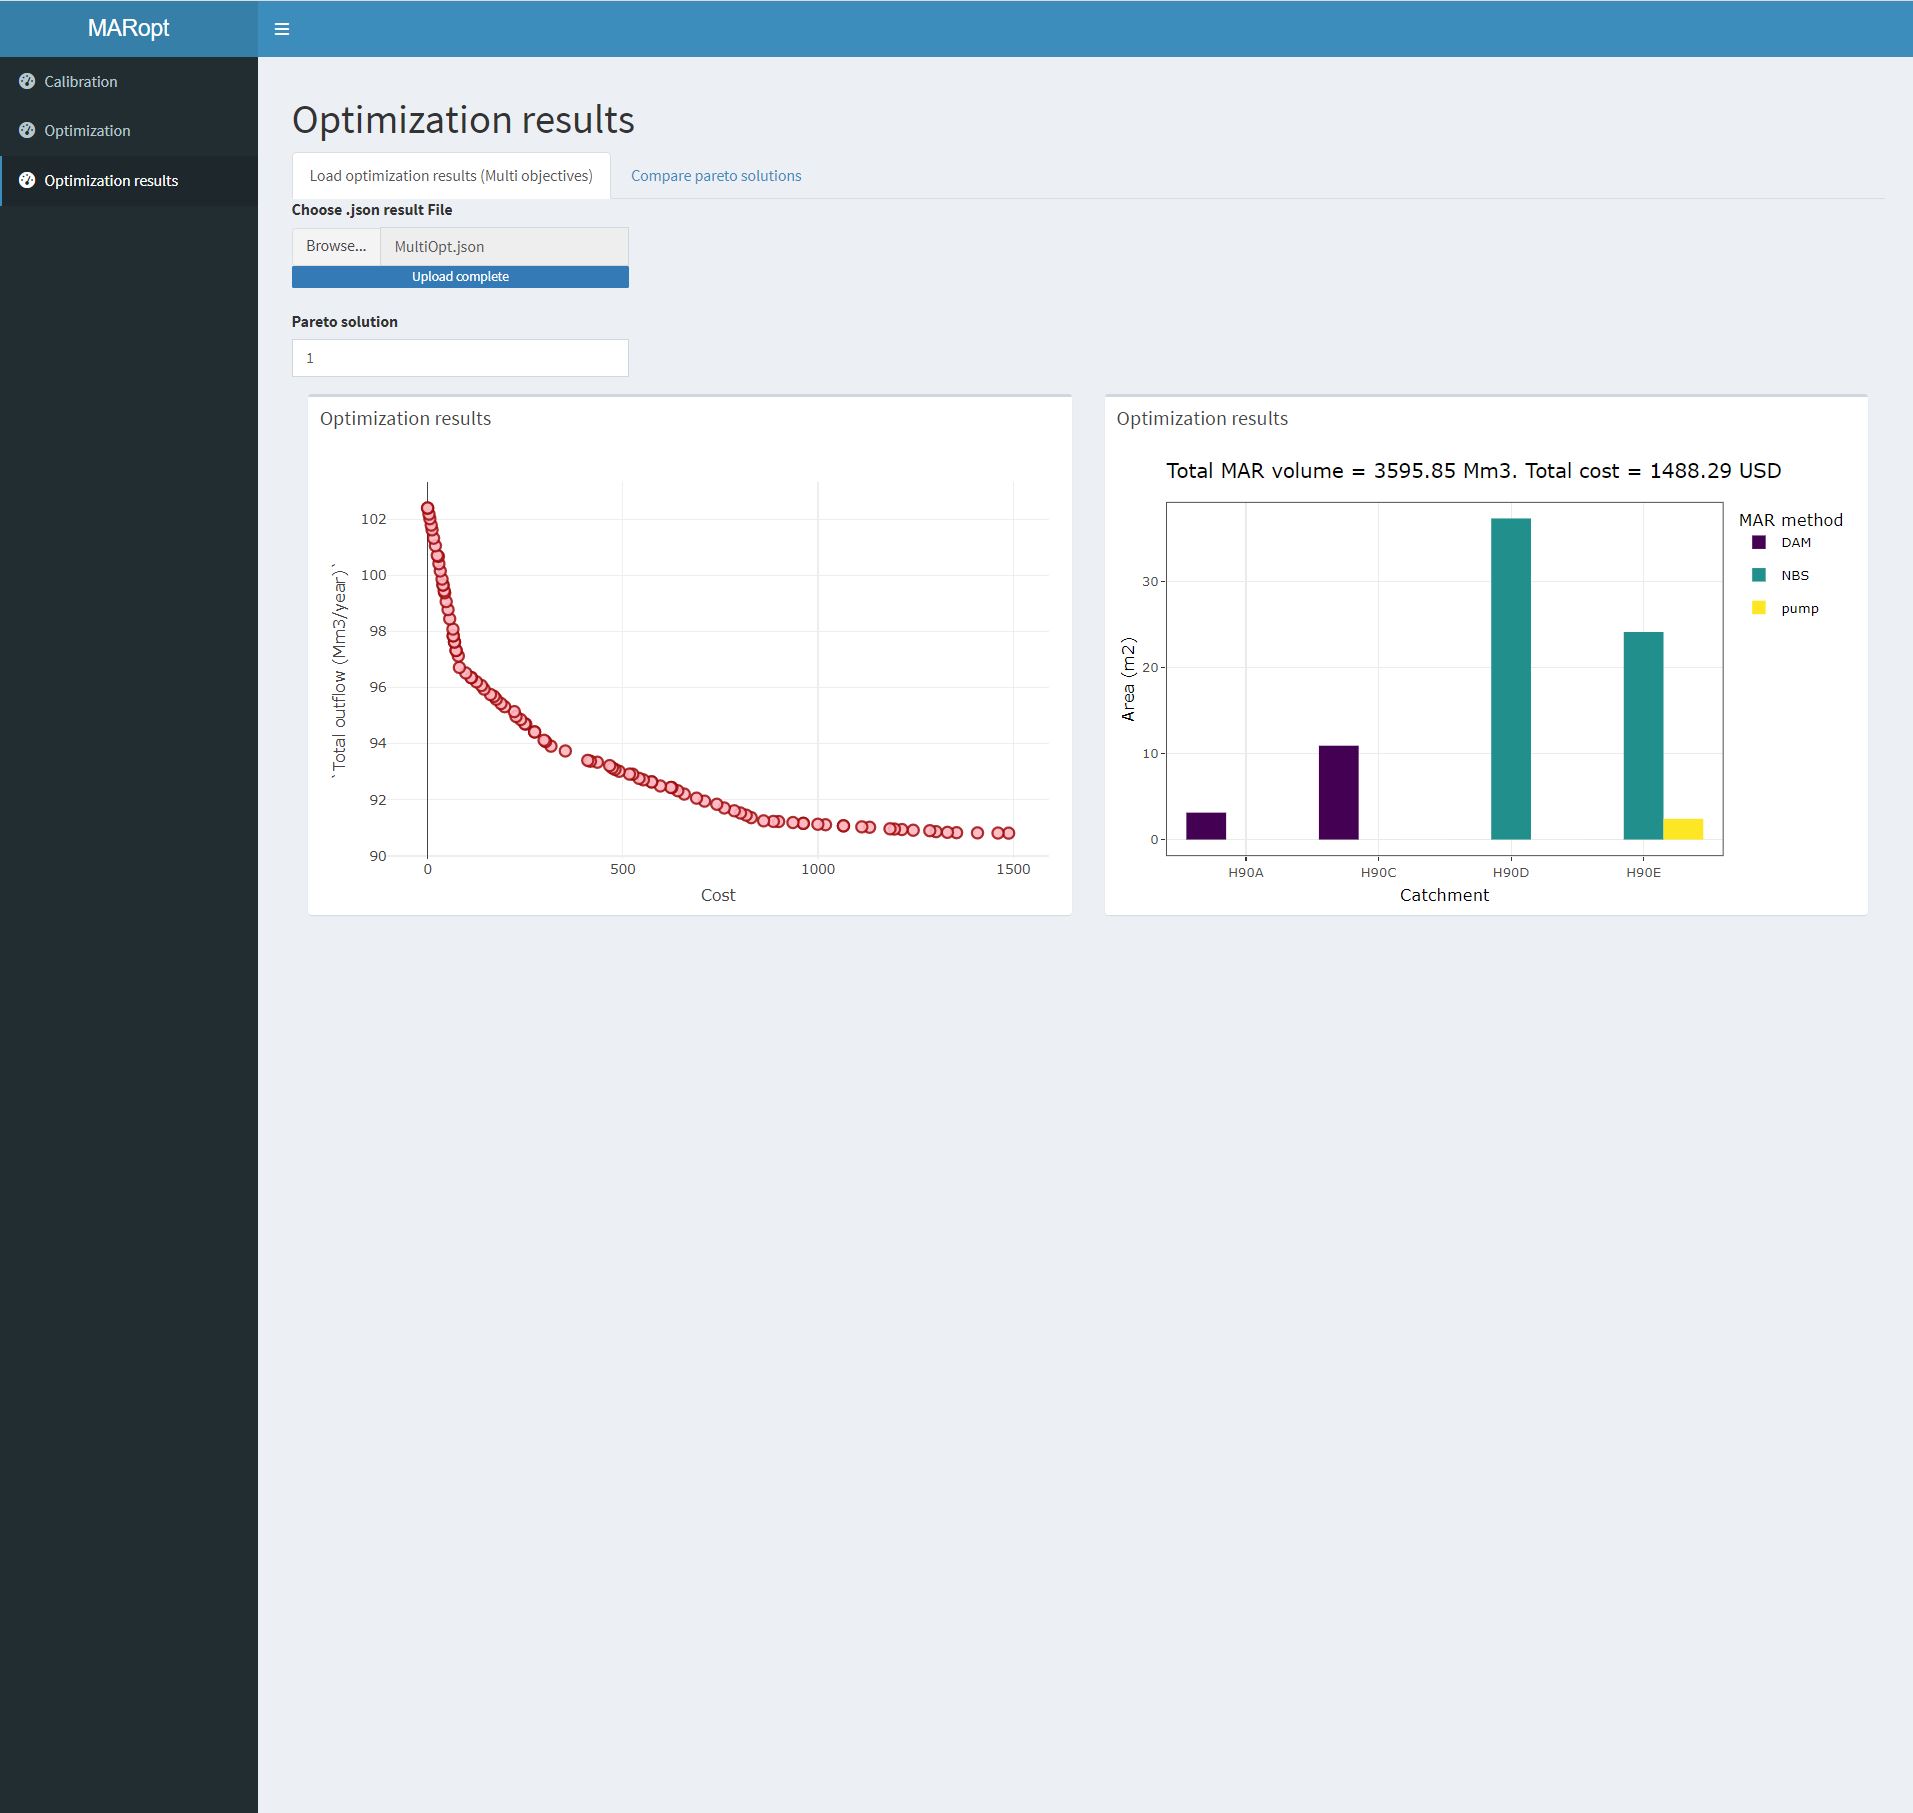 MARopt
Calibration
Optimization
Optimization results
Optimization results
Load optimization results (Multi objectives)
Compare pareto solutions
Choose .json result File
Browse...
MultiOpt.json
Upload complete
Pareto solution
1
Optimization results
102
100
98
96
94
92
90
`Total outflow (Mm3/year)`
0
500
1000
1500
Cost
Optimization results
Total MAR volume = 3595.85 Mm3. Total cost = 1488.29 USD
30
20
10
0
Area (m2)
H90A
H90C
H90D
H90E
Catchment
MAR method
DAM
NBS
pump